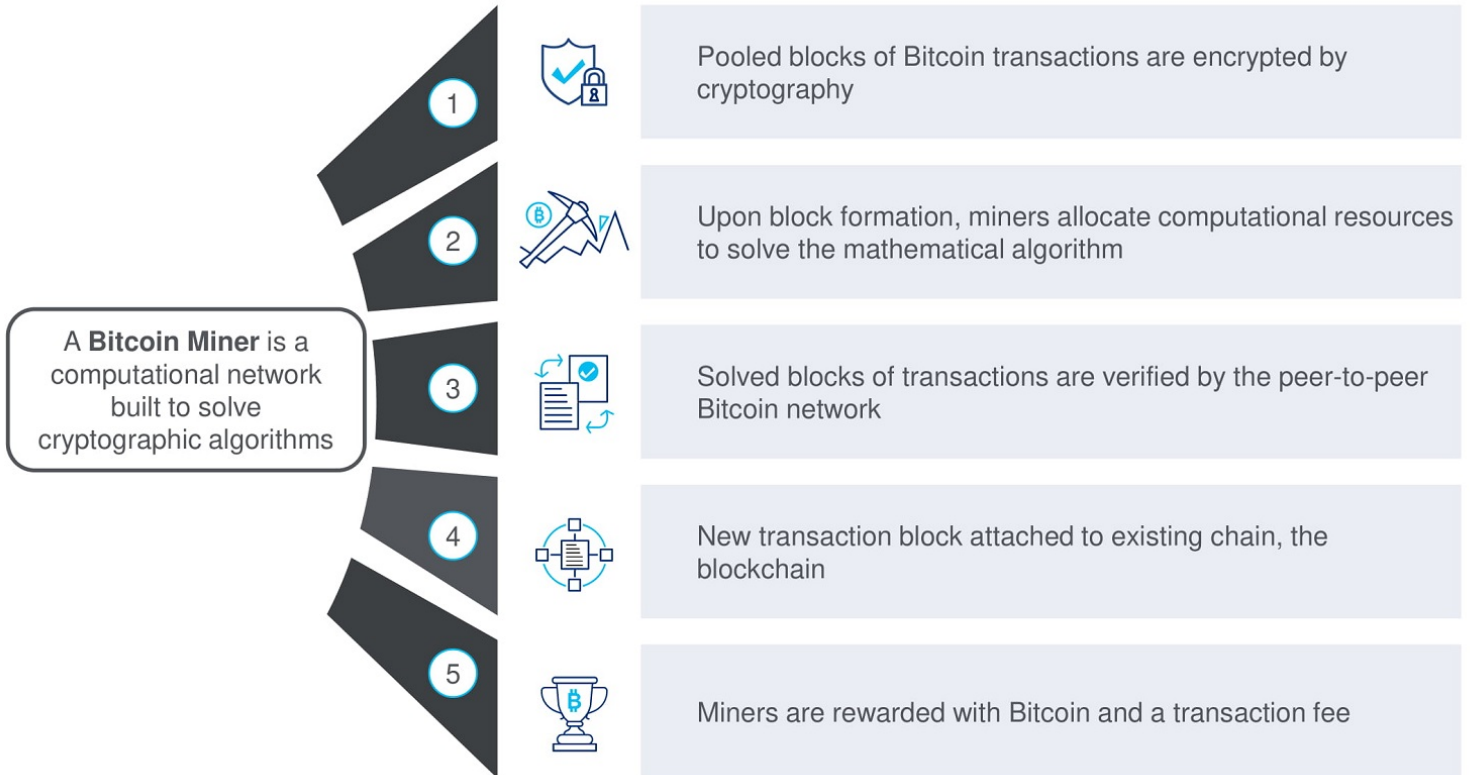 A Bitcoin Miner is a
computational network
built to solve
cryptographic algorithms
1
Pooled blocks of Bitcoin transactions are encrypted by
cryptography
2
Upon block formation, miners allocate computational resources
to solve the mathematical algorithm
3
Solved blocks of transactions are verified by the peer-to-peer
Bitcoin network
4
New transaction block attached to existing chain, the
blockchain
5
Miners are rewarded with Bitcoin and a transaction fee